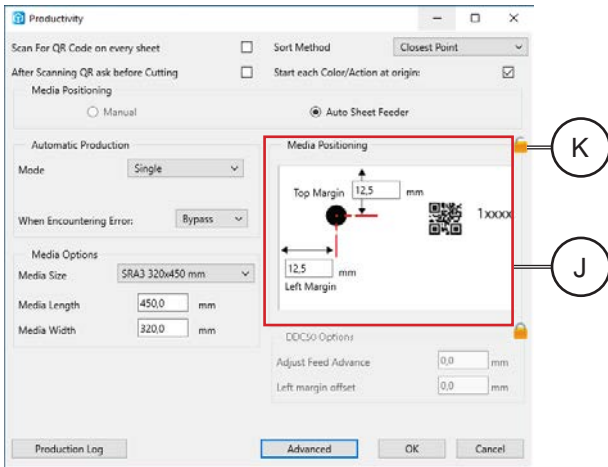 Productivity
Scan For QR Code on every sheet
Sort Method Closest Point
After Scanning QR ask before Cutting
Start each Color/Action at origin:
Media Positioning
Manual Auto Sheet Feeder
Automatic Production
Mode Single
When Encountering Error: Bypass
Media Options
Media Size SRA3 320x450 mm
Media Length 450,0 mm
Media Width 320,0 mm
Media Positioning
Top Margin 12,5 mm
1xxxx
12,5 mm
Left Margin
DDC50 Options
Adjust Feed Advance 0,0 mm
Left margin offset 0,0 mm
Production Log Advanced OK Cancel
K
J